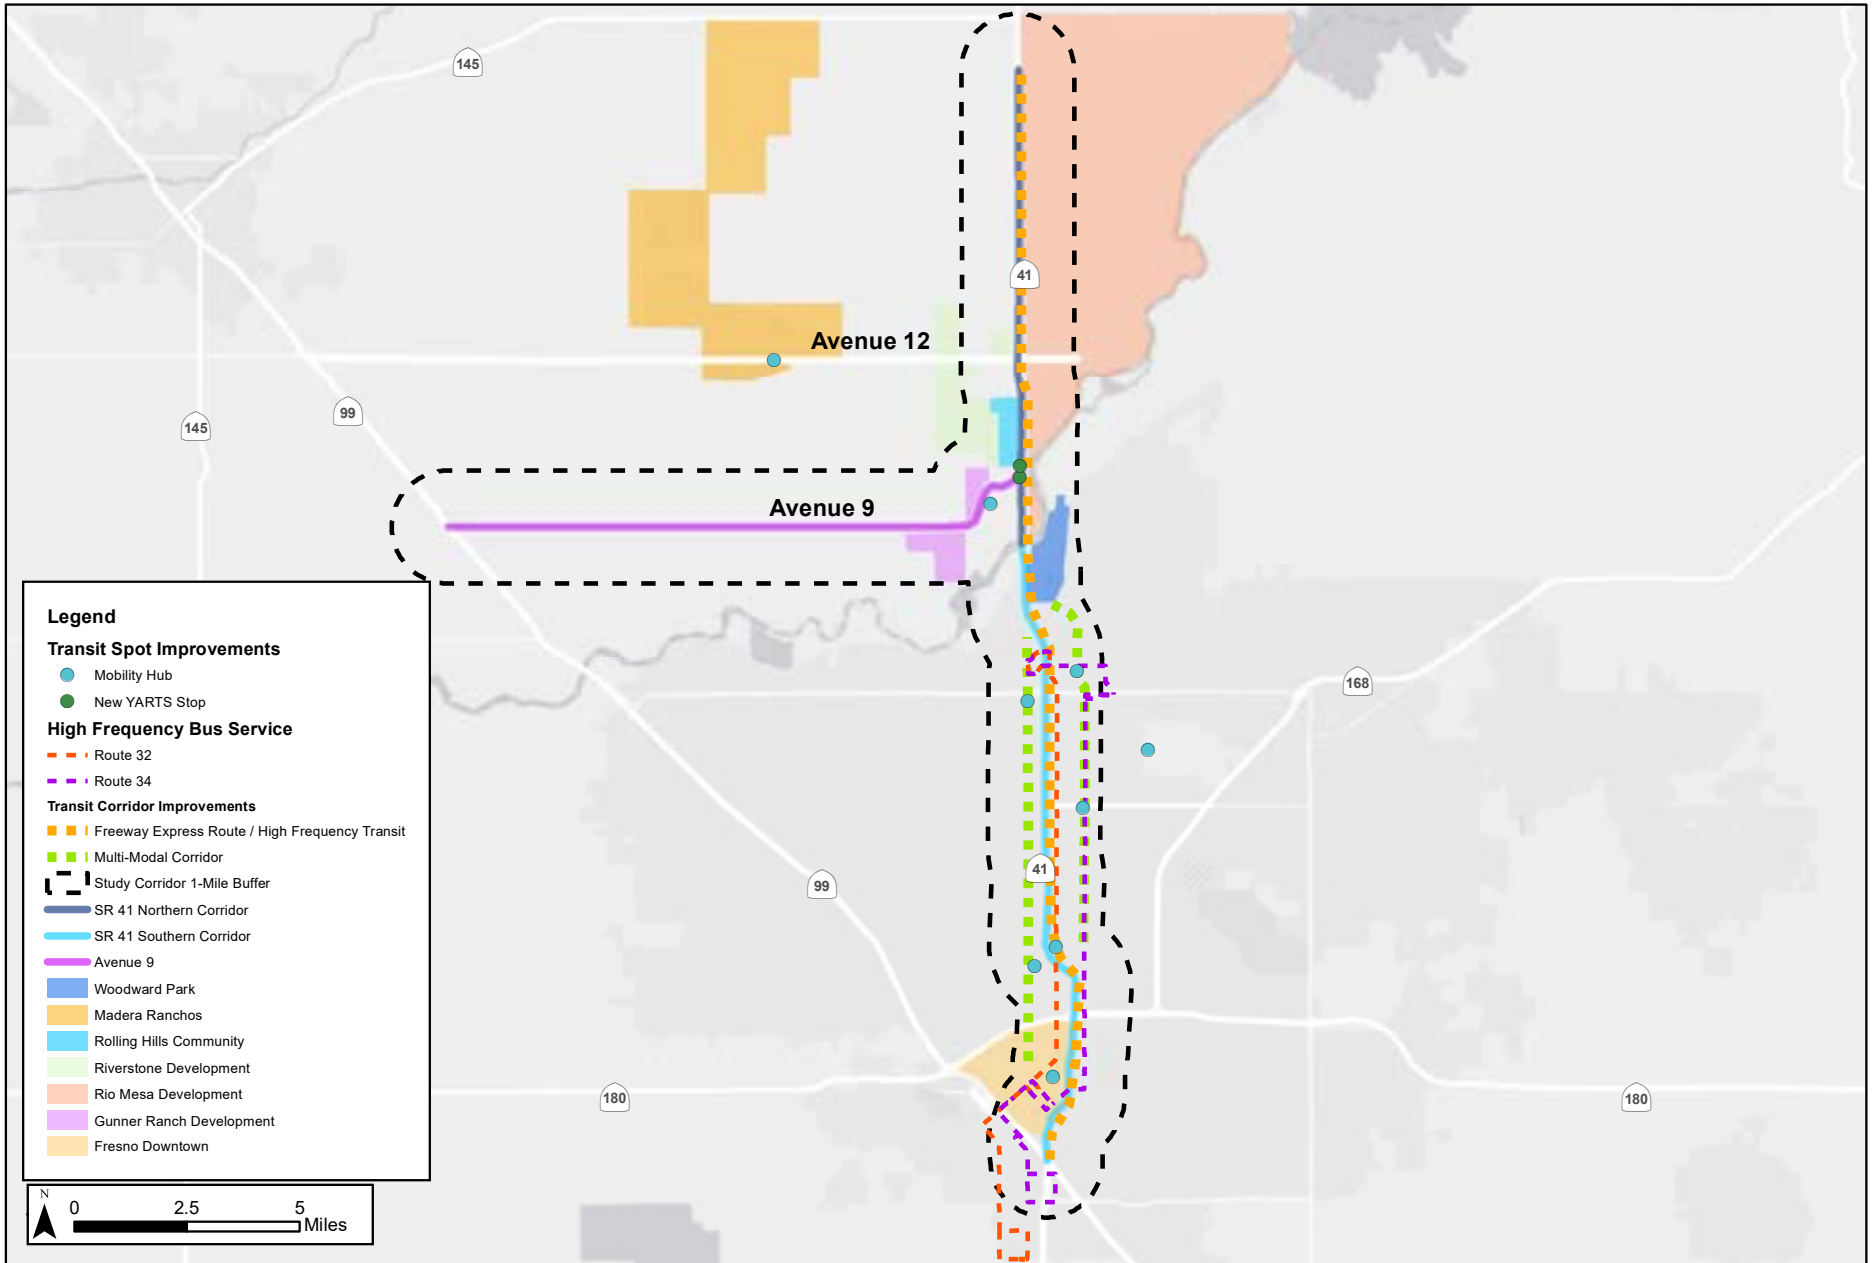 145
41
Avenue 12
99
145
Avenue 9
168
41
99
180
180
Legend
Transit Spot Improvements
Mobility Hub
New YARTS Stop
High Frequency Bus Service
Route 32
Route 34
Transit Corridor Improvements
Freeway Express Route / High Frequency Transit
Multi-Modal Corridor
Study Corridor 1-Mile Buffer
SR 41 Northern Corridor
SR 41 Southern Corridor
Avenue 9
Woodward Park
Madera Ranchos
Rolling Hills Community
Riverstone Development
Rio Mesa Development
Gunner Ranch Development
Fresno Downtown
N
0 2.5 5
Miles